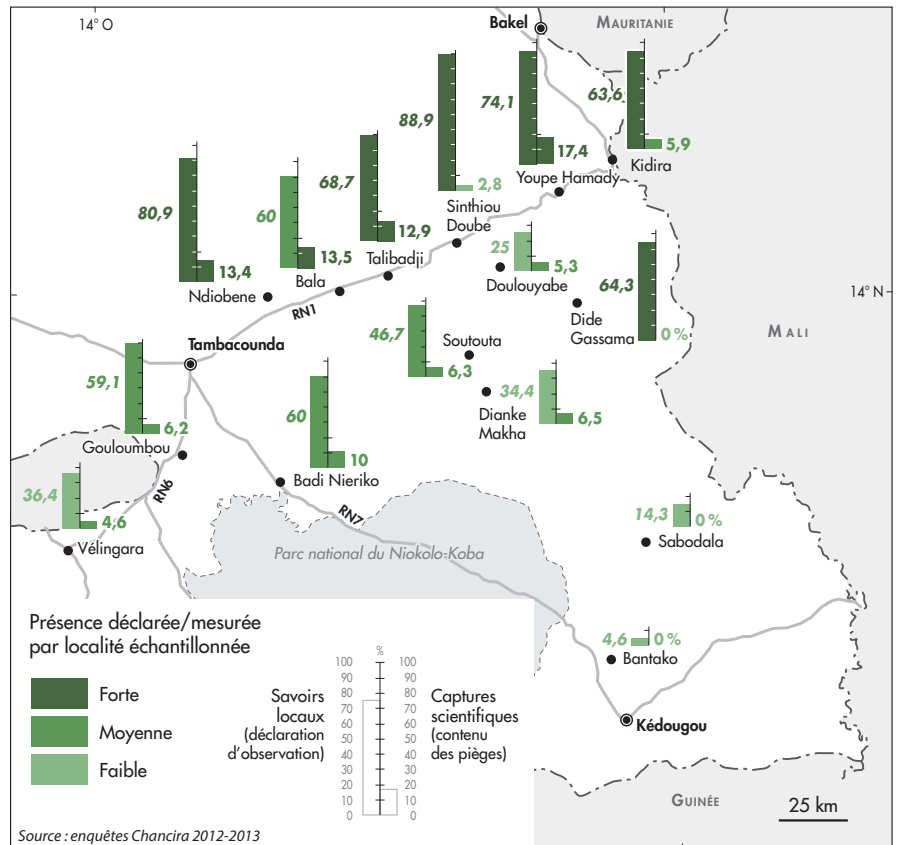 14° O
Bakel
MAURITANIE
88,9
74,1
63,6
5,9
17,4
Kidira
Youpe Hamady
2,8
Sinthiou
Doube
68,7
12,9
Talibadji
80,9
13,4
Ndiobene
60
13,5
Bala
RN1
25
5,3
Doulouyabe
64,3
0 %
Dide
Gassama
14° N
MALI
Tambacounda
46,7
6,3
Soutouta
34,4
6,5
Dianke
Makha
59,1
6,2
Gouloumbou
60
10
Badi Nieriko
36,4
4,6
Vélingara
RN6
RN7
Parc national du Niokolo-Koba
14,3
0 %
Sabodala
4,6
0 %
Bantako
Kédougou
GUINÉE
25 km
Présence déclarée/mesurée
par localité échantillonnée
Forte
Moyenne
Faible
Savoirs
locaux
(déclaration
d'observation)
%
100
90
80
70
60
50
40
30
20
10
0
100
90
80
70
60
50
40
30
20
10
0
Captures
scientifiques
(contenu
des pièges)
Source : enquêtes Chancira 2012-2013